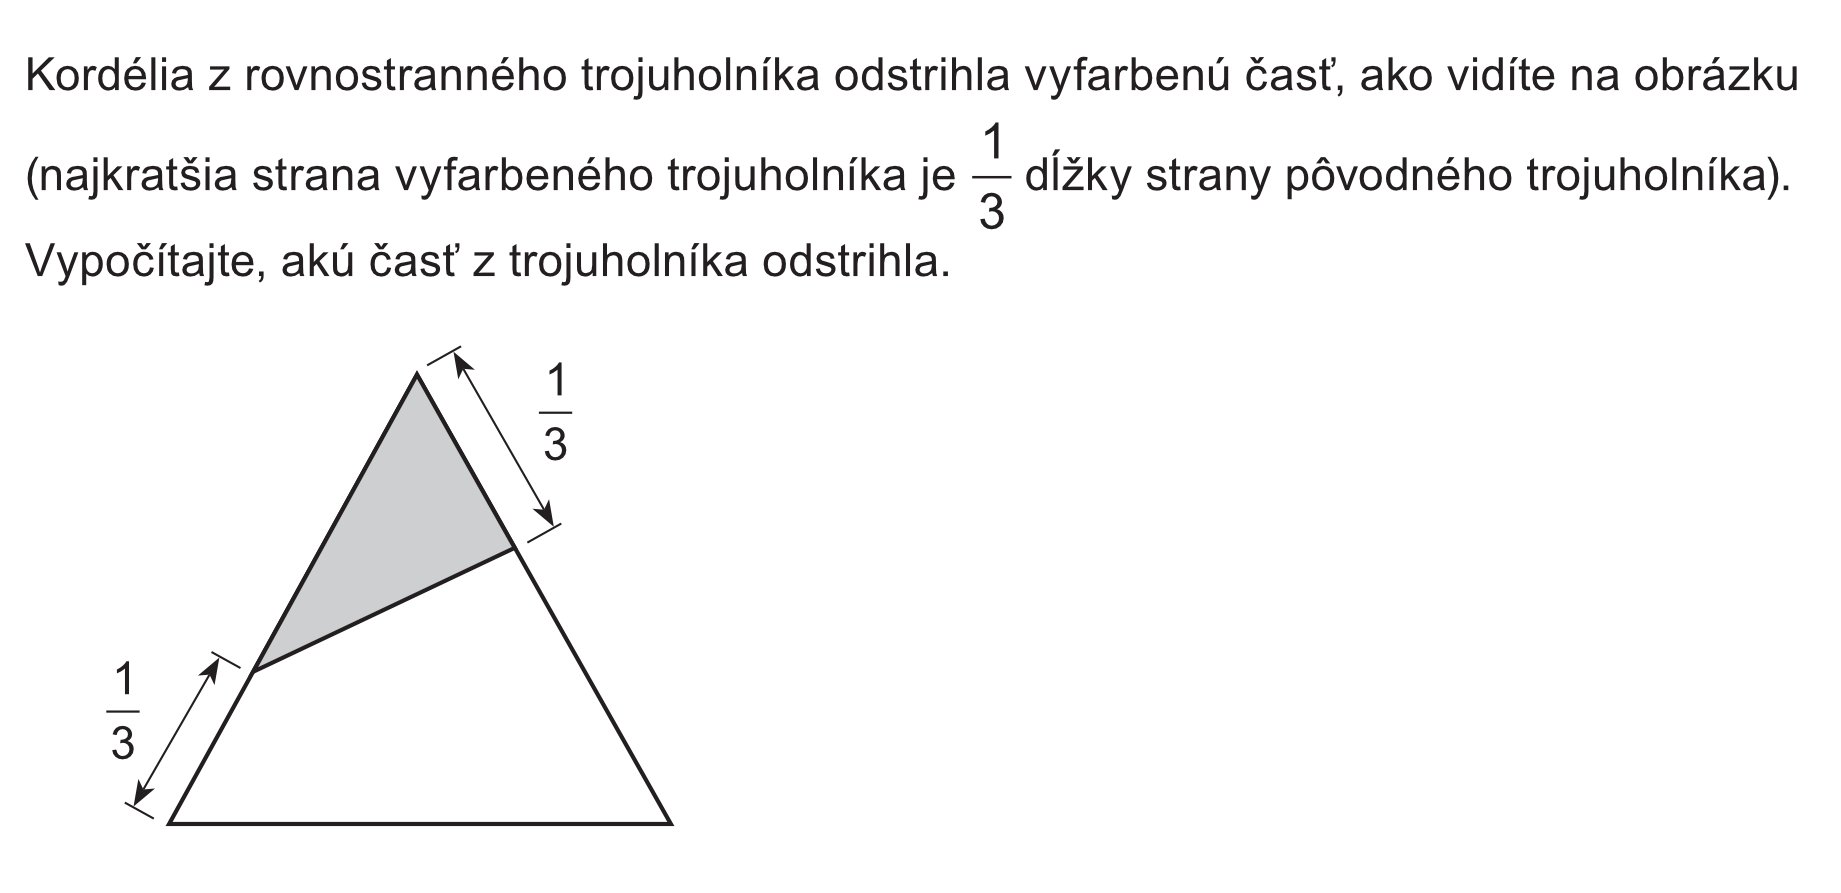 Kordélia z rovnostranného trojuholníka odstrihla vyfarbenú časť, ako vidíte na obrázku
(najkratšia strana vyfarbeného trojuholníka je 1/3 dĺžky strany pôvodného trojuholníka).
Vypočítajte, akú časť z trojuholníka odstrihla.
1/3
1/3